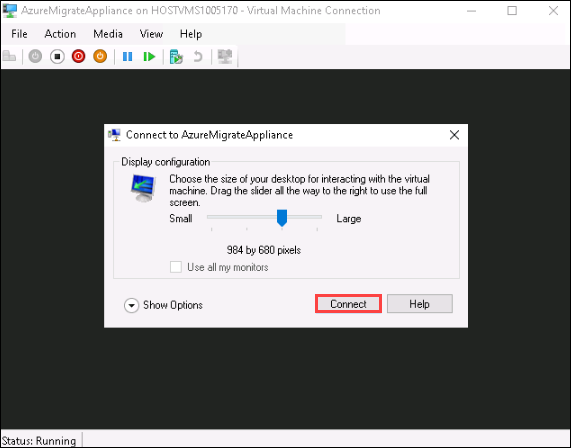 AzureMigrateAppliance on HOSTVMS1005170 - Virtual Machine Connection
File Action Media View Help
Connect to AzureMigrateAppliance
Display configuration
Choose the size of your desktop for interacting with the virtual
machine. Drag the slider all the way to the right to use the full
screen.
Small Large
984 by 680 pixels
Use all my monitors
Show Options Connect Help
Status: Running